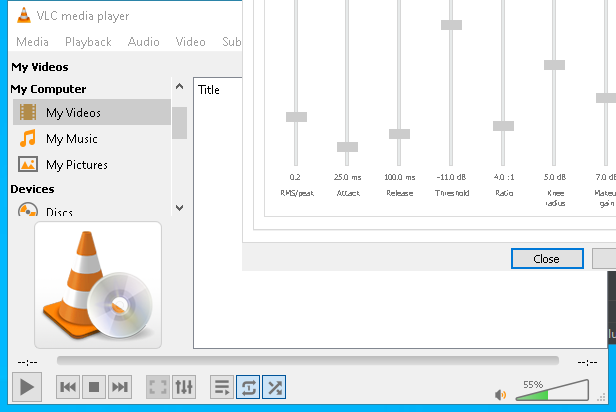 VLC media player
Media Playback Audio Video Sub
My Videos
My Computer
My Videos
My Music
My Pictures
Devices
Discs
Title
0.2 25.0 ms 100.0 ms -11.0 dB 4.0 :1 5.0 dB 7.0 dB
RMS/peak Attack Release Threshold Ratio Knee radius Makeup gain
Close
--:-- --:--
55%